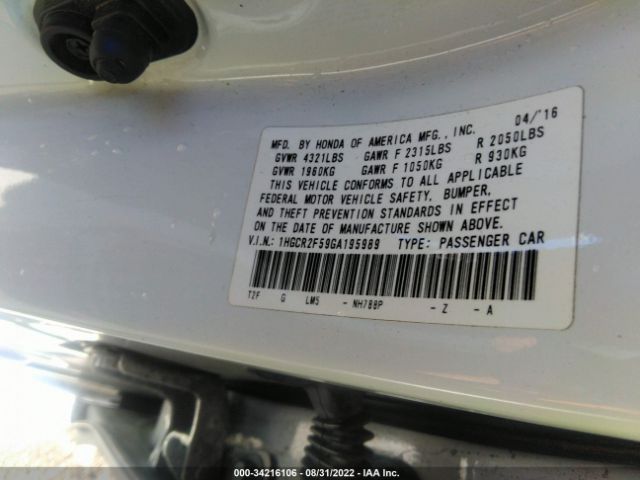 MFD. BY HONDA OF AMERICA MFG., INC. 04/'16
GVWR 4321LBS GAWR F 2315LBS R 2050LBS
GVWR 1960KG GAWR F 1050KG R 930KG
THIS VEHICLE CONFORMS TO ALL APPLICABLE
FEDERAL MOTOR VEHICLE SAFETY, BUMPER,
AND THEFT PREVENTION STANDARDS IN EFFECT
ON THE DATE OF MANUFACTURE SHOWN ABOVE.
V.I.N.: 1HGCR2F59GA195989 TYPE: PASSENGER CAR
T2F G LM5 - NH788P - Z - A
000-34216106 - 08/31/2022 - IAA Inc.